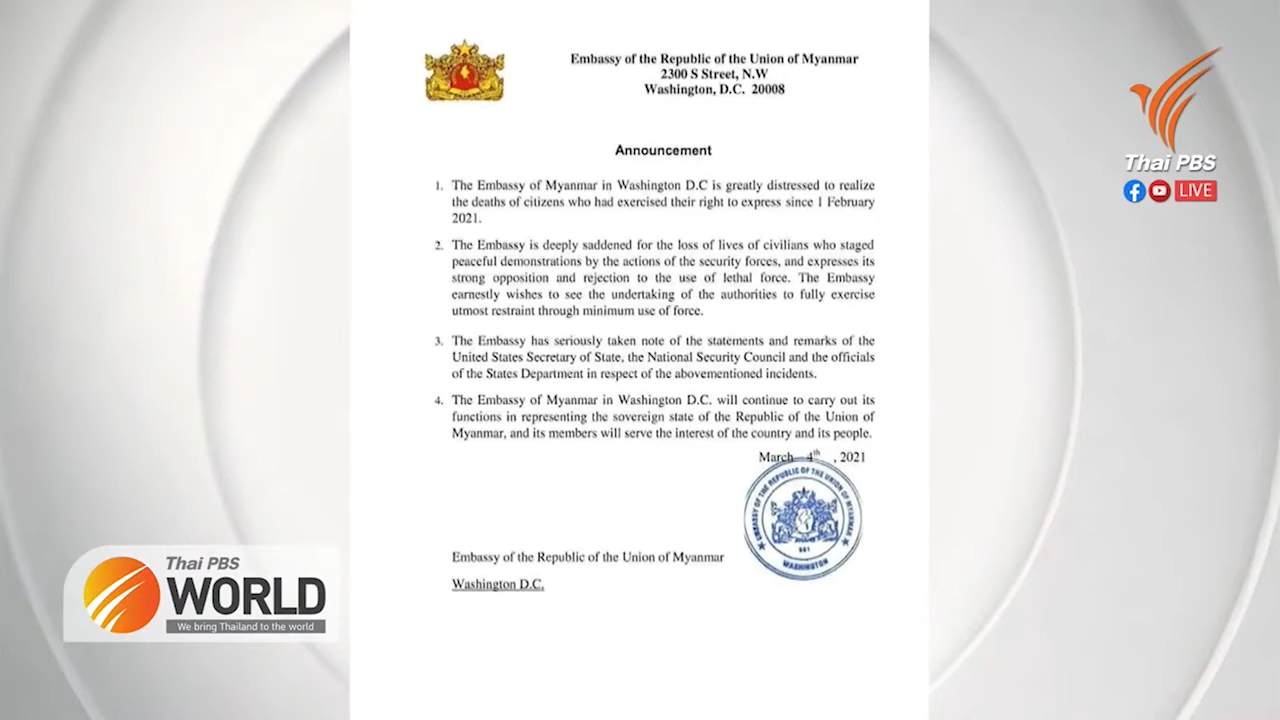 Embassy of the Republic of the Union of Myanmar
2300 S Street, N.W
Washington, D.C. 20008
Announcement
1. The Embassy of Myanmar in Washington D.C is greatly distressed to realize
the deaths of citizens who had exercised their right to express since 1 February
2021.
2. The Embassy is deeply saddened for the loss of lives of civilians who staged
peaceful demonstrations by the actions of the security forces, and expresses its
strong opposition and rejection to the use of lethal force. The Embassy
earnestly wishes to see the undertaking of the authorities to fully exercise
utmost restraint through minimum use of force.
3. The Embassy has seriously taken note of the statements and remarks of the
United States Secretary of State, the National Security Council and the officials
of the States Department in respect of the abovementioned incidents.
4. The Embassy of Myanmar in Washington D.C. will continue to carry out its
functions in representing the sovereign state of the Republic of the Union of
Myanmar, and its members will serve the interest of the country and its people.
March 4th , 2021
EMBASSY OF THE REPUBLIC OF THE UNION OF MYANMAR
WASHINGTON
Embassy of the Republic of the Union of Myanmar
Washington D.C.
Thai PBS
LIVE
Thai PBS
WORLD
We bring Thailand to the world